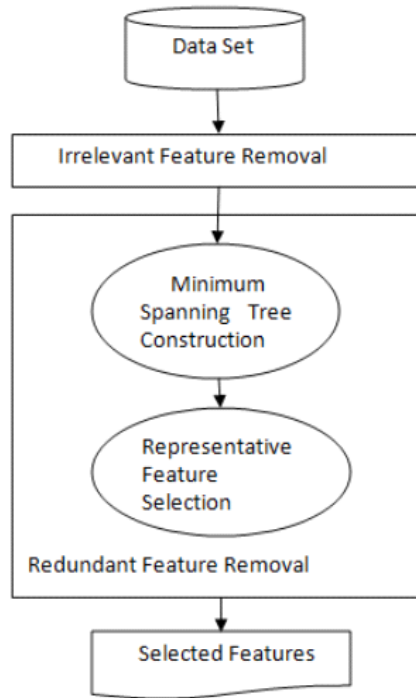 Data Set
Irrelevant Feature Removal
Minimum
Spanning Tree
Construction
Representative
Feature
Selection
Redundant Feature Removal
Selected Features